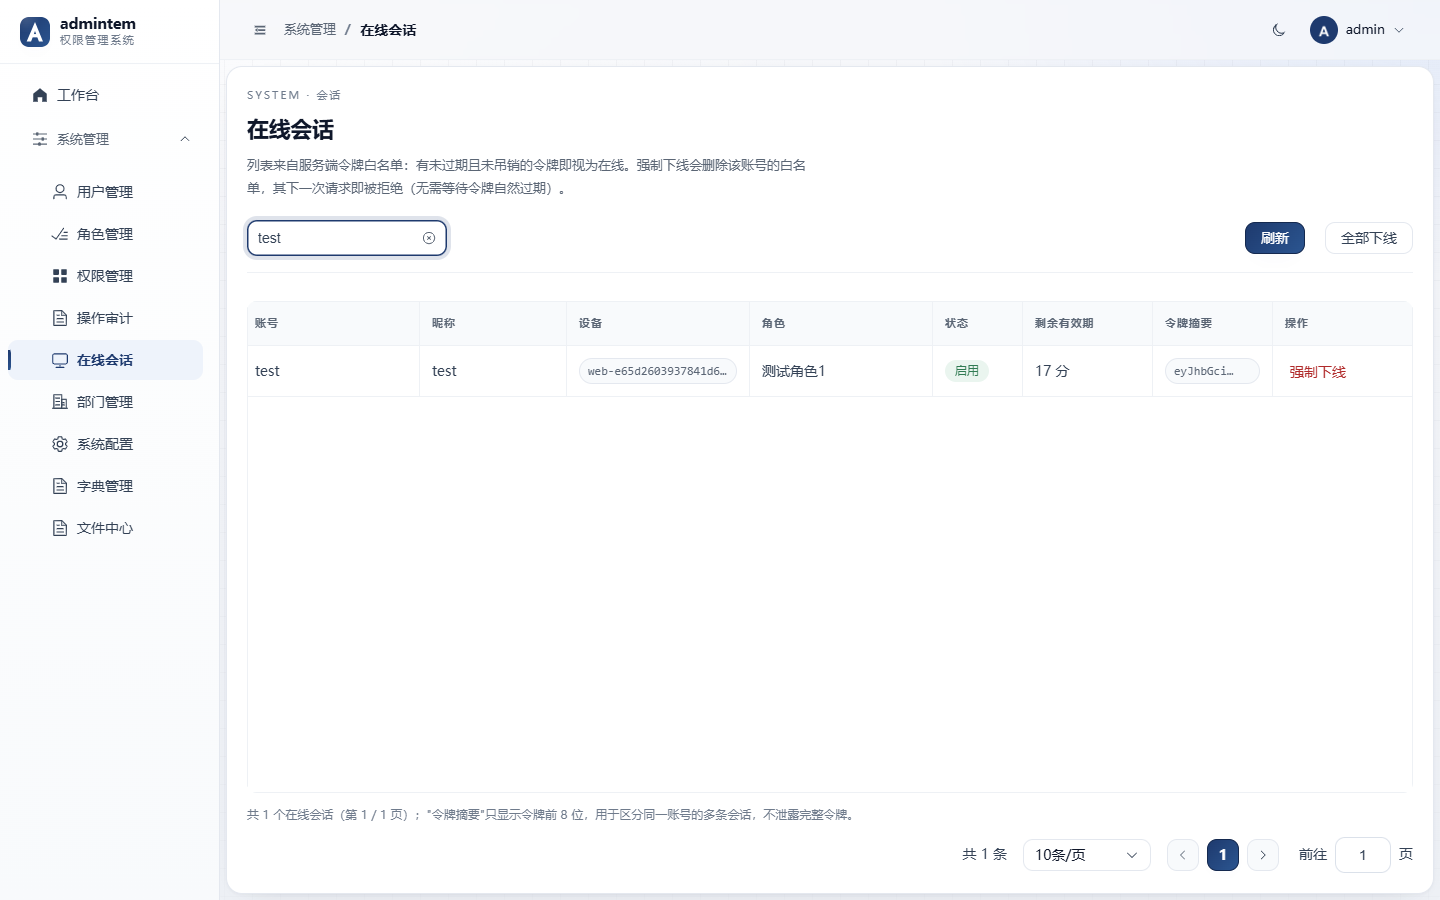 admintem
权限管理系统
系统管理 / 在线会话
A admin
工作台
系统管理
用户管理
角色管理
权限管理
操作审计
在线会话
部门管理
系统配置
字典管理
文件中心
SYSTEM · 会话
在线会话
列表来自服务端令牌白名单：有未过期且未吊销的令牌即视为在线。强制下线会删除该账号的白名
单，其下一次请求即被拒绝（无需等待令牌自然过期）。
test
刷新 全部下线
账号 昵称 设备 角色 状态 剩余有效期 令牌摘要 操作
test test web-e65d2603937841d6… 测试角色1 启用 17 分 eyJhbGci… 强制下线
共 1 个在线会话（第 1 / 1 页）；"令牌摘要"只显示令牌前 8 位，用于区分同一账号的多条会话，不泄露完整令牌。
共 1 条 10条/页 1 前往 1 页